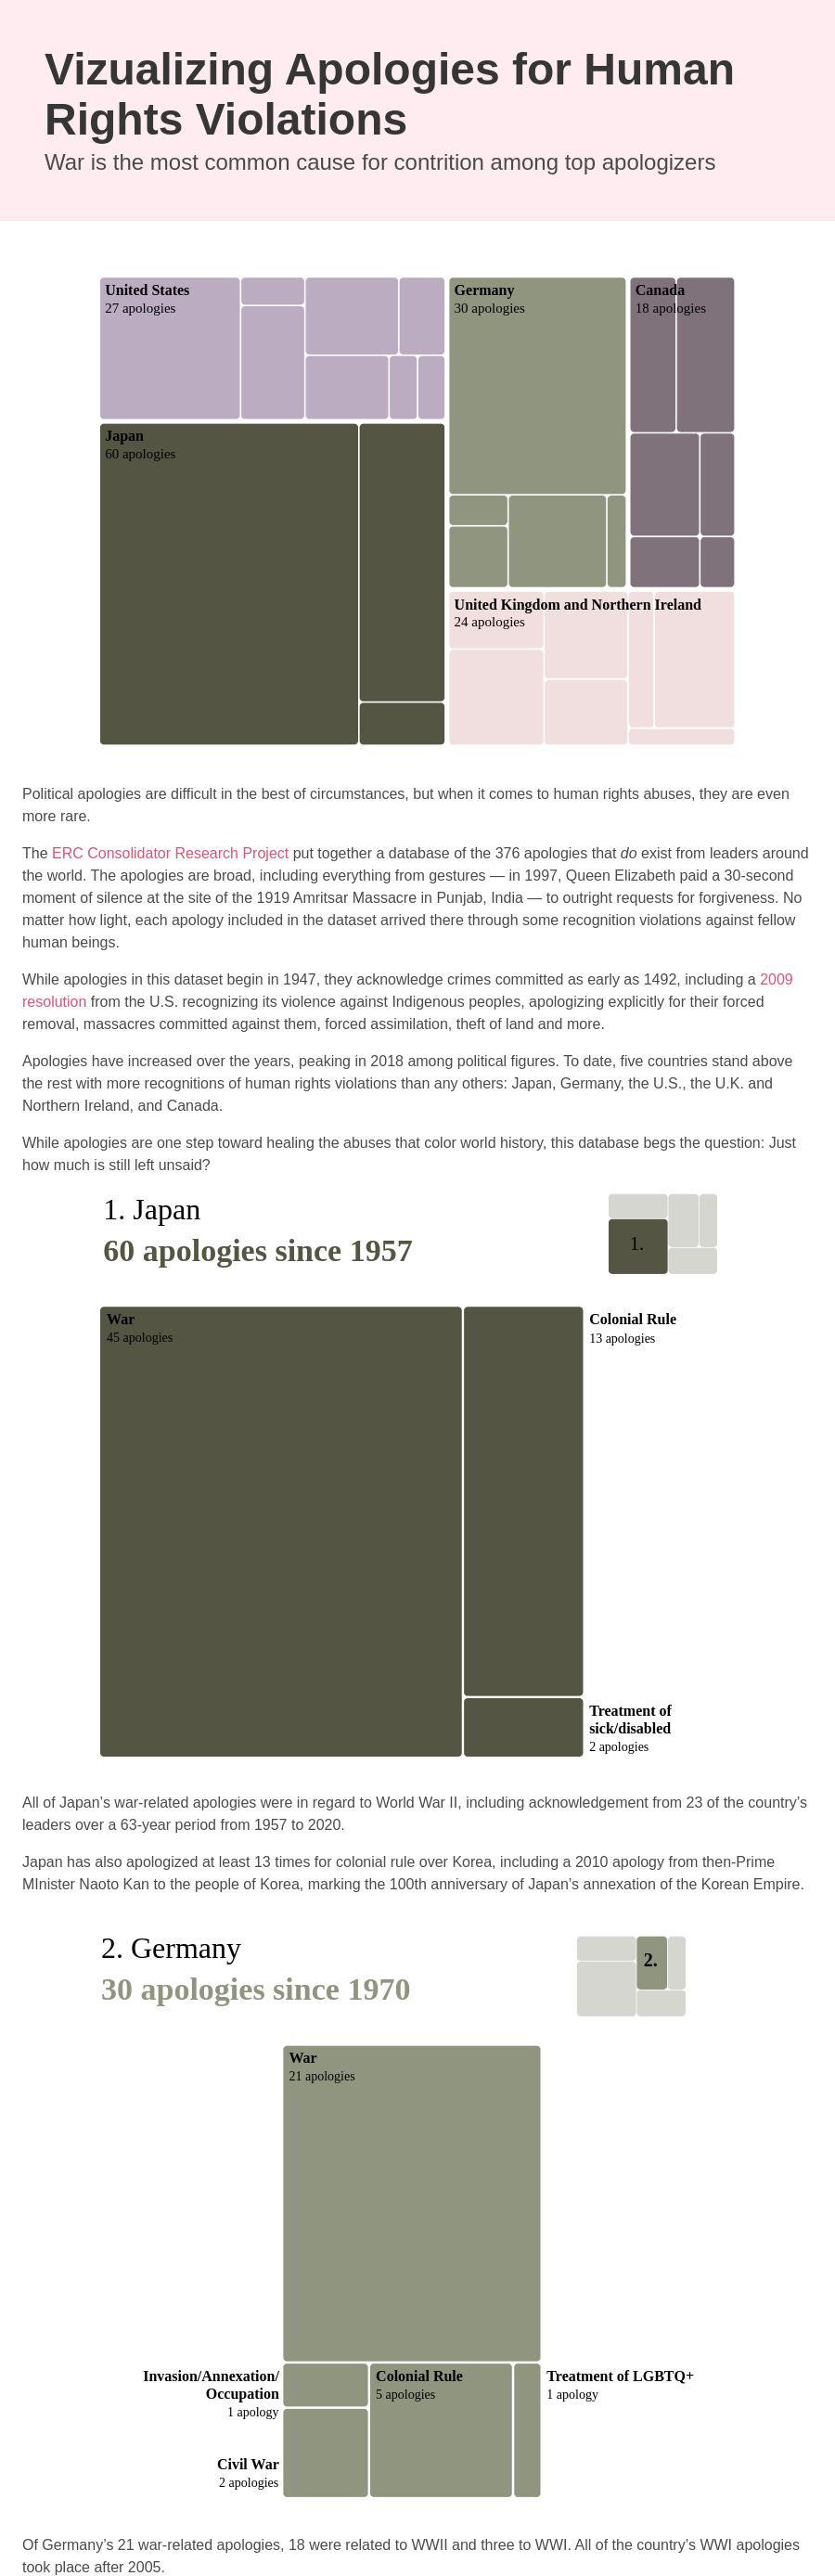 Vizualizing Apologies for Human
Rights Violations
War is the most common cause for contrition among top apologizers
United States
27 apologies
Germany
30 apologies
Canada
18 apologies
Japan
60 apologies
United Kingdom and Northern Ireland
24 apologies
Political apologies are difficult in the best of circumstances, but when it comes to human rights abuses, they are even
more rare.
The ERC Consolidator Research Project put together a database of the 376 apologies that do exist from leaders around
the world. The apologies are broad, including everything from gestures — in 1997, Queen Elizabeth paid a 30-second
moment of silence at the site of the 1919 Amritsar Massacre in Punjab, India — to outright requests for forgiveness. No
matter how light, each apology included in the dataset arrived there through some recognition violations against fellow
human beings.
While apologies in this dataset begin in 1947, they acknowledge crimes committed as early as 1492, including a 2009
resolution from the U.S. recognizing its violence against Indigenous peoples, apologizing explicitly for their forced
removal, massacres committed against them, forced assimilation, theft of land and more.
Apologies have increased over the years, peaking in 2018 among political figures. To date, five countries stand above
the rest with more recognitions of human rights violations than any others: Japan, Germany, the U.S., the U.K. and
Northern Ireland, and Canada.
While apologies are one step toward healing the abuses that color world history, this database begs the question: Just
how much is still left unsaid?
1. Japan
60 apologies since 1957
1.
War
45 apologies
Colonial Rule
13 apologies
Treatment of
sick/disabled
2 apologies
All of Japan's war-related apologies were in regard to World War II, including acknowledgement from 23 of the country's
leaders over a 63-year period from 1957 to 2020.
Japan has also apologized at least 13 times for colonial rule over Korea, including a 2010 apology from then-Prime
MInister Naoto Kan to the people of Korea, marking the 100th anniversary of Japan's annexation of the Korean Empire.
2. Germany
30 apologies since 1970
2.
War
21 apologies
Invasion/Annexation/
Occupation
1 apology
Colonial Rule
5 apologies
Treatment of LGBTQ+
1 apology
Civil War
2 apologies
Of Germany's 21 war-related apologies, 18 were related to WWII and three to WWI. All of the country's WWI apologies
took place after 2005.